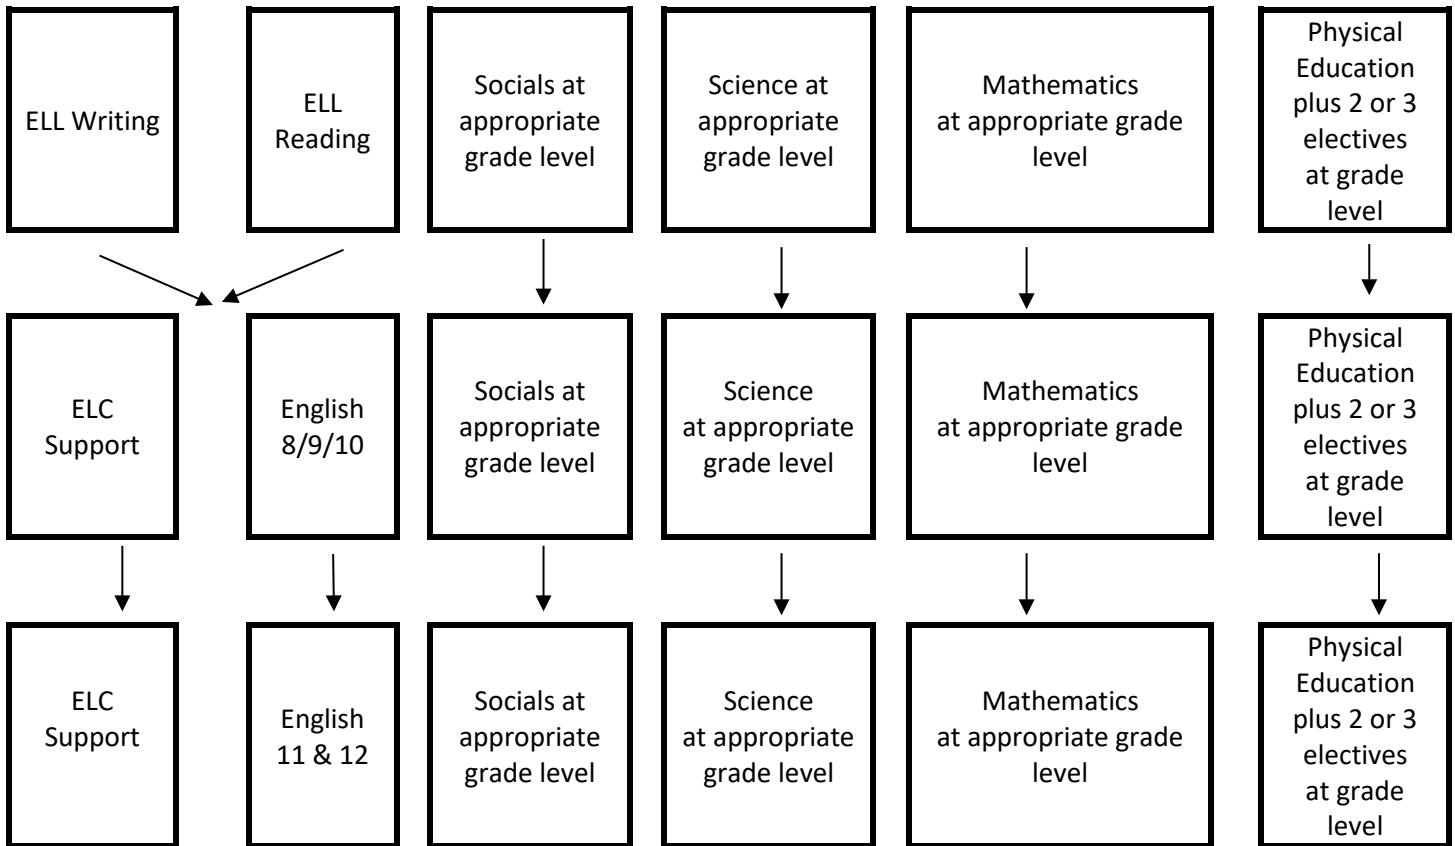 ELL Writing
ELL
Reading
Socials at
appropriate
grade level
Science at
appropriate
grade level
Mathematics
at appropriate grade
level
Physical
Education
plus 2 or 3
electives
at grade
level
ELC
Support
English
8/9/10
Socials at
appropriate
grade level
Science
at appropriate
grade level
Mathematics
at appropriate grade
level
Physical
Education
plus 2 or 3
electives
at grade
level
ELC
Support
English
11 & 12
Socials at
appropriate
grade level
Science
at appropriate
grade level
Mathematics
at appropriate grade
level
Physical
Education
plus 2 or 3
electives
at grade
level